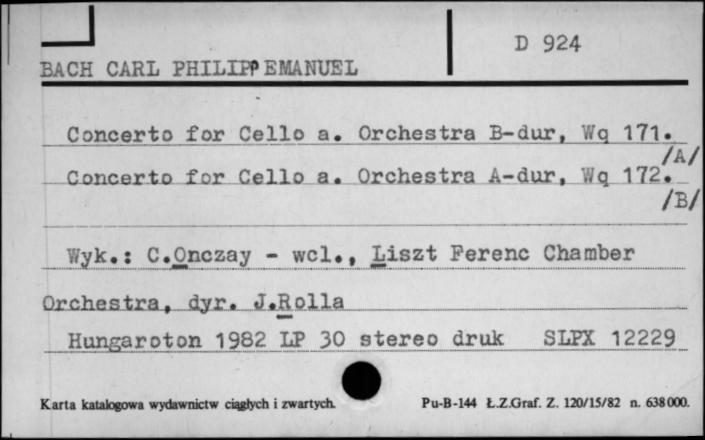 D 924
BACH CARL PHILIPP EMANUEL
Concerto for Cello a. Orchestra B-dur, Wq 171.
/A/
Concerto for Cello a. Orchestra A-dur, Wq 172.
/B/
Wyk.: C.Onczay - wcl., Liszt Ferenc Chamber
Orchestra, dyr. J.Rolla
Hungaroton 1982 LP 30 stereo druk SLPX 12229
Karta katalogowa wydawnictw ciągłych i zwartych. Pu-B-144 Ł.Z.Graf. Z. 120/15/82 n. 638000.